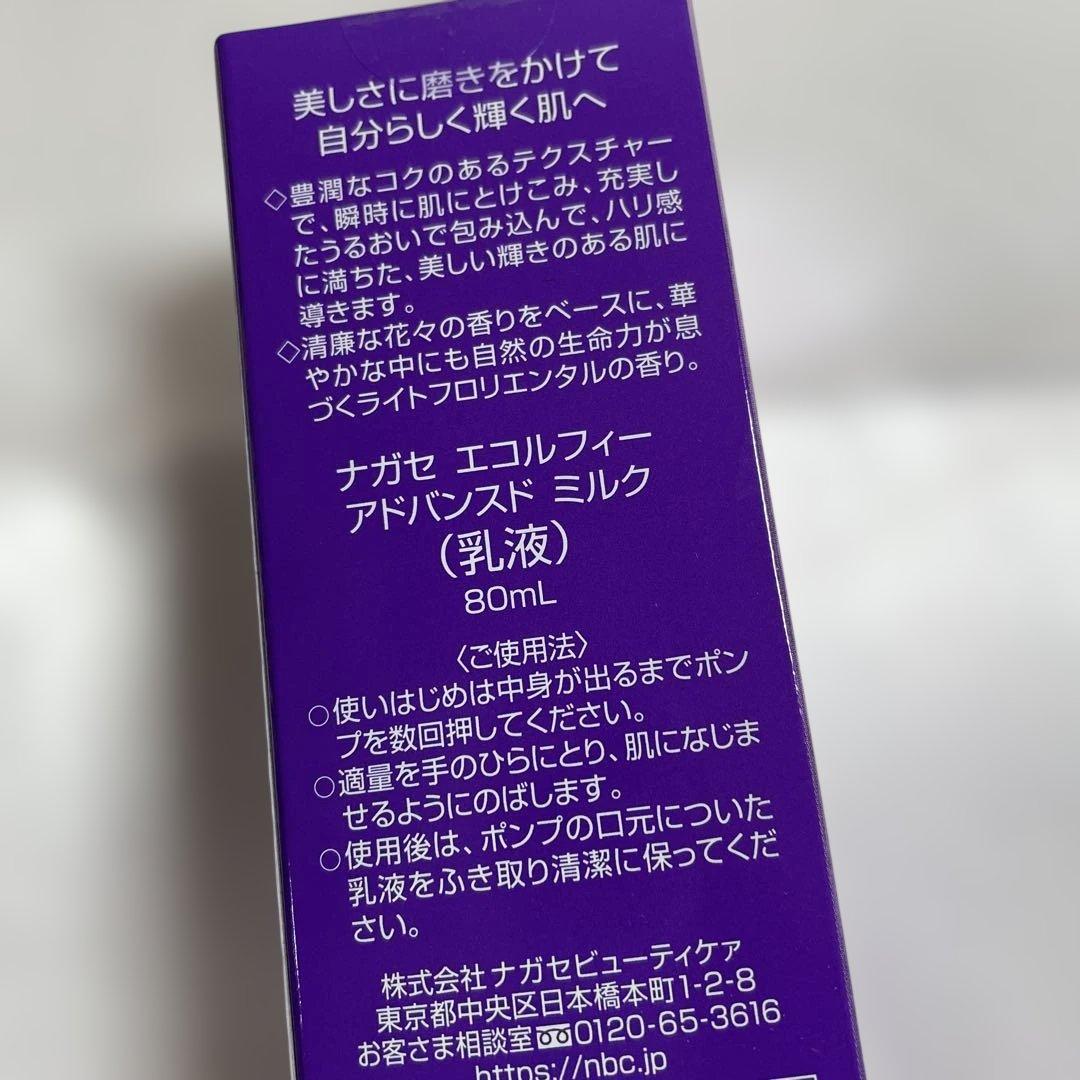 美しさに磨きをかけて
自分らしく輝く肌へ
◇豊潤なコクのあるテクスチャー
で、瞬時に肌にとけこみ、充実し
たうるおいで包み込んで、ハリ感
に満ちた、美しい輝きのある肌に
導きます。
◇清廉な花々の香りをベースに、華
やかな中にも自然の生命力が息
づくライトフロリエンタルの香り。
ナガセ エコルフィー
アドバンスド ミルク
(乳液)
80mL
〈ご使用法〉
○使いはじめは中身が出るまでポン
プを数回押してください。
○適量を手のひらにとり、肌になじま
せるようにのばします。
○使用後は、ポンプの口元についた
乳液をふき取り清潔に保ってくだ
さい。
株式会社ナガセビューティケァ
東京都中央区日本橋本町1-2-8
お客さま相談室 0120-65-3616
https://nbc.jp